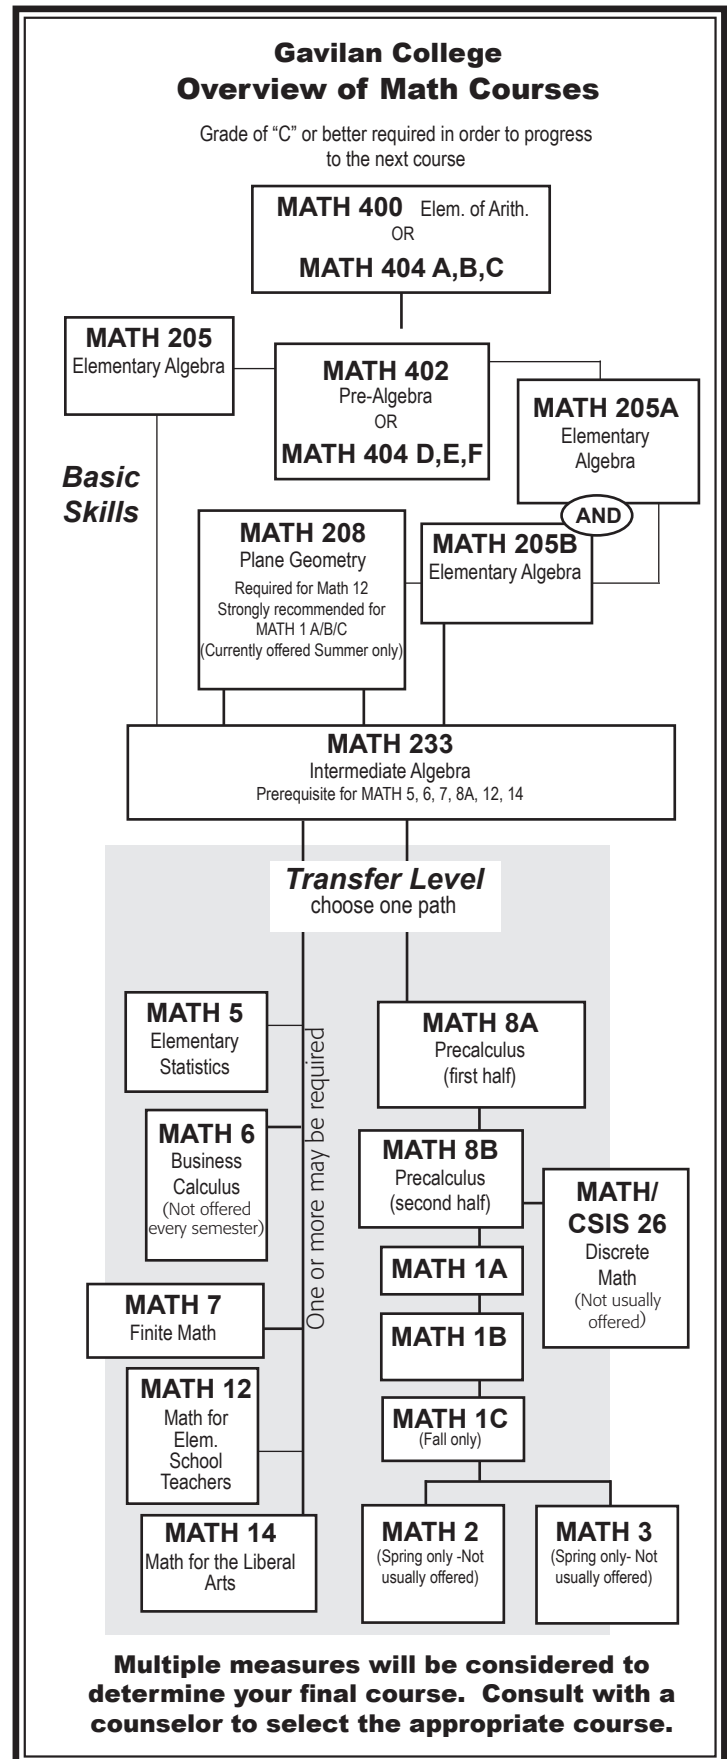 Gavilan College
Overview of Math Courses
Grade of “C” or better required in order to progress
to the next course
MATH 400 Elem. of Arith.
OR
MATH 404 A,B,C
MATH 205
Elementary Algebra
MATH 402
Pre-Algebra
OR
MATH 404 D,E,F
MATH 205A
Elementary
Algebra
Basic
Skills
AND
MATH 208
Plane Geometry
Required for Math 12
Strongly recommended for
MATH 1 A/B/C
(Currently offered Summer only)
MATH 205B
Elementary Algebra
MATH 233
Intermediate Algebra
Prerequisite for MATH 5, 6, 7, 8A, 12, 14
Transfer Level
choose one path
MATH 5
Elementary
Statistics
MATH 6
Business
Calculus
(Not offered
every semester)
MATH 7
Finite Math
MATH 12
Math for
Elem.
School
Teachers
MATH 14
Math for the Liberal
Arts
One or more may be required
MATH 8A
Precalculus
(first half)
MATH 8B
Precalculus
(second half)
MATH/
CSIS 26
Discrete
Math
(Not usually
offered)
MATH 1A
MATH 1B
MATH 1C
(Fall only)
MATH 2
(Spring only -Not
usually offered)
MATH 3
(Spring only- Not
usually offered)
Multiple measures will be considered to
determine your final course. Consult with a
counselor to select the appropriate course.